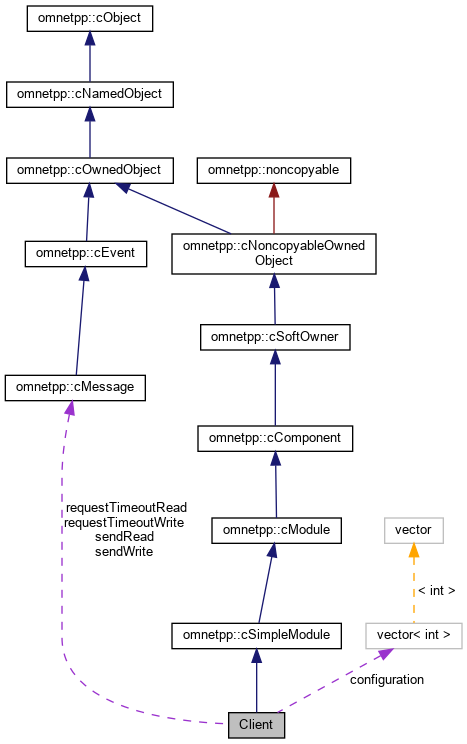 omnetpp::cObject
omnetpp::cNamedObject
omnetpp::cOwnedObject
omnetpp::noncopyable
omnetpp::cEvent
omnetpp::cNoncopyableOwned
Object
omnetpp::cSoftOwner
omnetpp::cMessage
omnetpp::cComponent
requestTimeoutRead
requestTimeoutWrite
sendRead
sendWrite
omnetpp::cModule
vector
< int >
omnetpp::cSimpleModule
vector< int >
configuration
Client